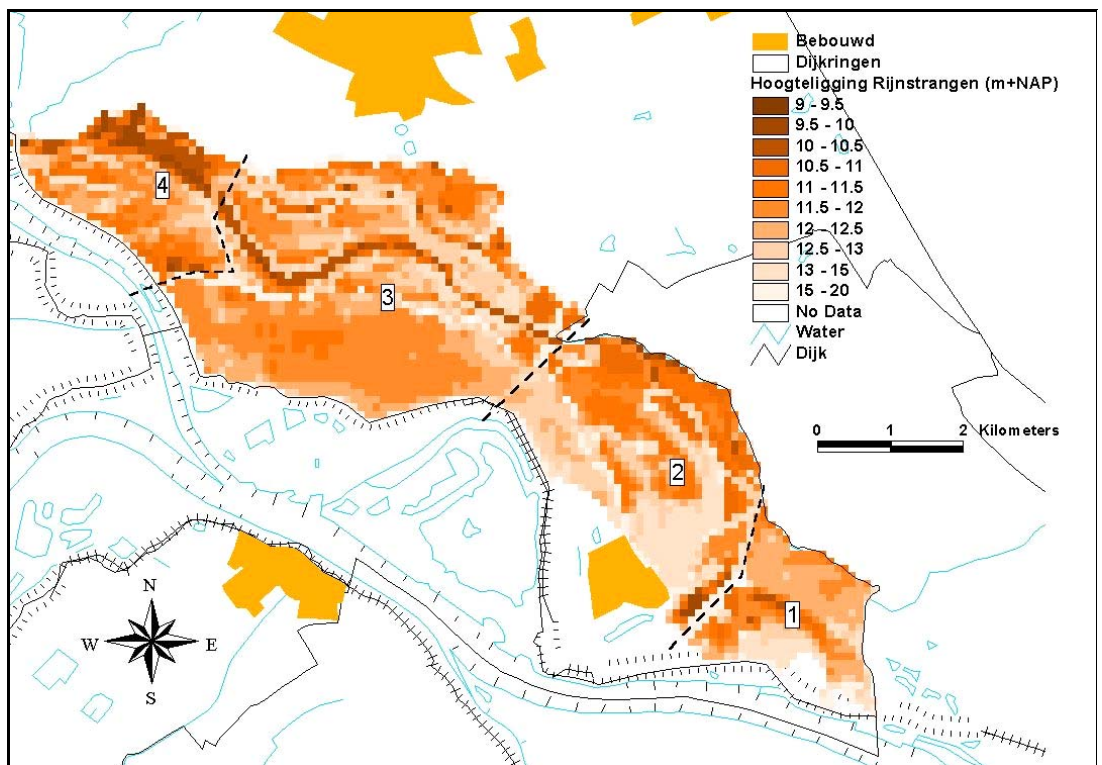 Bebouwd
Dijkringen
Hoogteligging Rijnstrangen (m+NAP)
9 - 9.5
9.5 - 10
10 - 10.5
10.5 - 11
11 - 11.5
11.5 - 12
12 - 12.5
12.5 - 13
13 - 15
15 - 20
No Data
Water
Dijk
4
3
0 1 2 Kilometers
2
1
N
W E
S